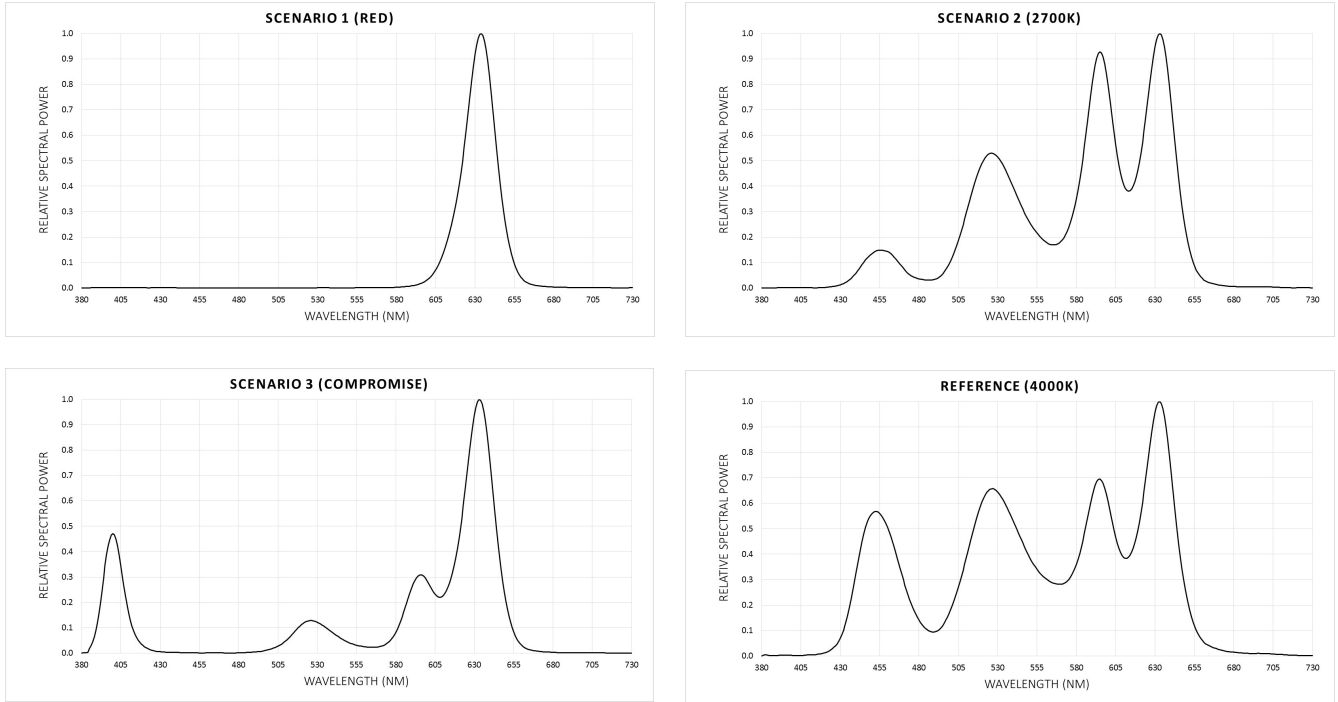 SCENARIO 1 (RED)
RELATIVE SPECTRAL POWER
1.0
0.9
0.8
0.7
0.6
0.5
0.4
0.3
0.2
0.1
0.0
380 405 430 455 480 505 530 555 580 605 630 655 680 705 730
WAVELENGTH (NM)
SCENARIO 2 (2700K)
RELATIVE SPECTRAL POWER
1.0
0.9
0.8
0.7
0.6
0.5
0.4
0.3
0.2
0.1
0.0
380 405 430 455 480 505 530 555 580 605 630 655 680 705 730
WAVELENGTH (NM)
SCENARIO 3 (COMPROMISE)
RELATIVE SPECTRAL POWER
1.0
0.9
0.8
0.7
0.6
0.5
0.4
0.3
0.2
0.1
0.0
380 405 430 455 480 505 530 555 580 605 630 655 680 705 730
WAVELENGTH (NM)
REFERENCE (4000K)
RELATIVE SPECTRAL POWER
1.0
0.9
0.8
0.7
0.6
0.5
0.4
0.3
0.2
0.1
0.0
380 405 430 455 480 505 530 555 580 605 630 655 680 705 730
WAVELENGTH (NM)